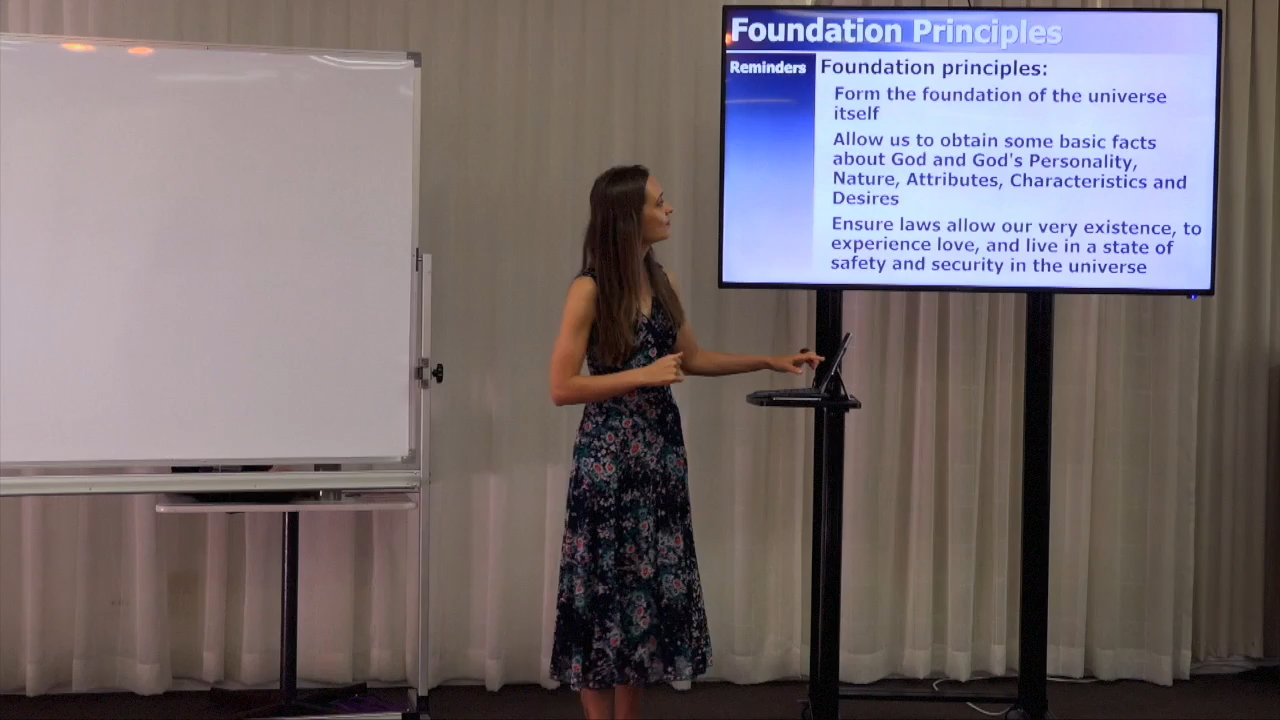 Foundation Principles
Reminders
Foundation principles:
Form the foundation of the universe
itself
Allow us to obtain some basic facts
about God and God's Personality,
Nature, Attributes, Characteristics and
Desires
Ensure laws allow our very existence, to
experience love, and live in a state of
safety and security in the universe